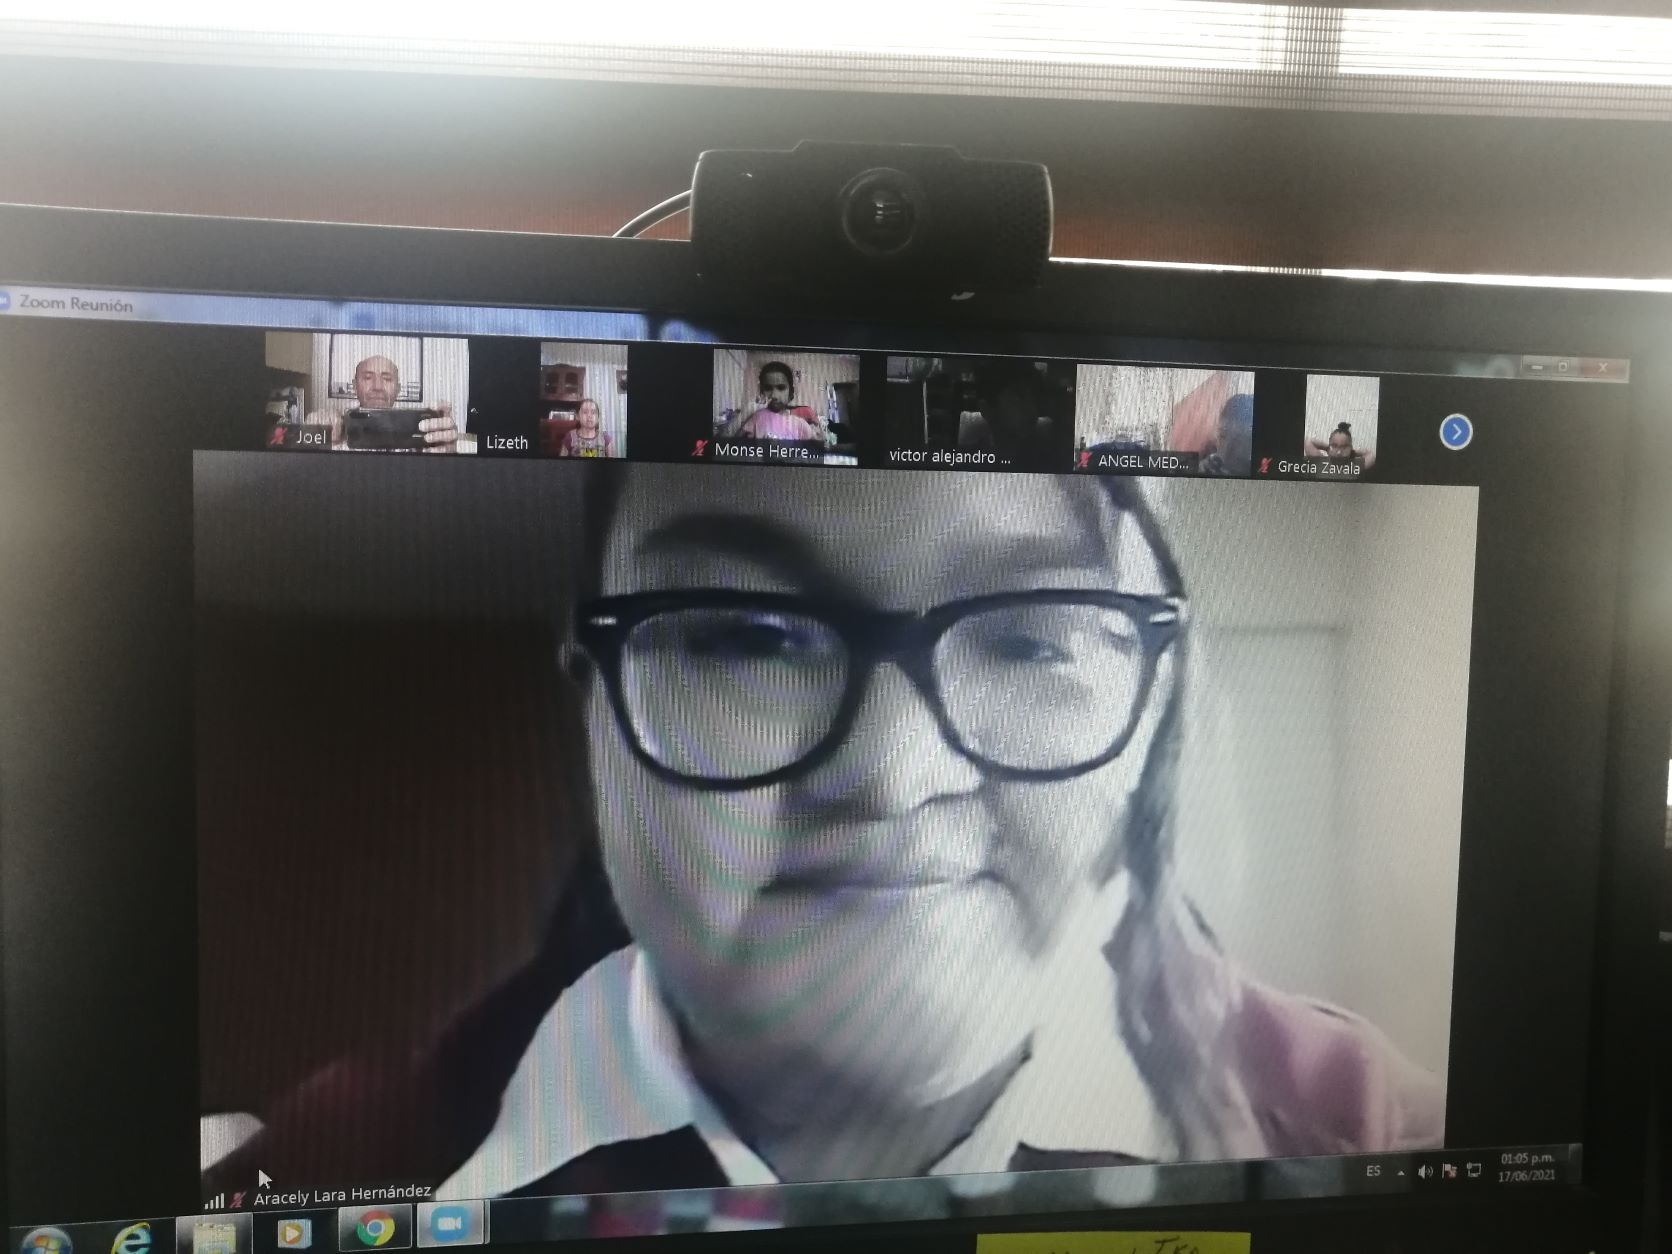 Zoom Reunión
Joel
Lizeth
Monse Herre...
victor alejandro ...
ANGEL MED...
Grecia Zavala
Aracely Lara Hernández
ES
01:05 p.m.
17/06/2021